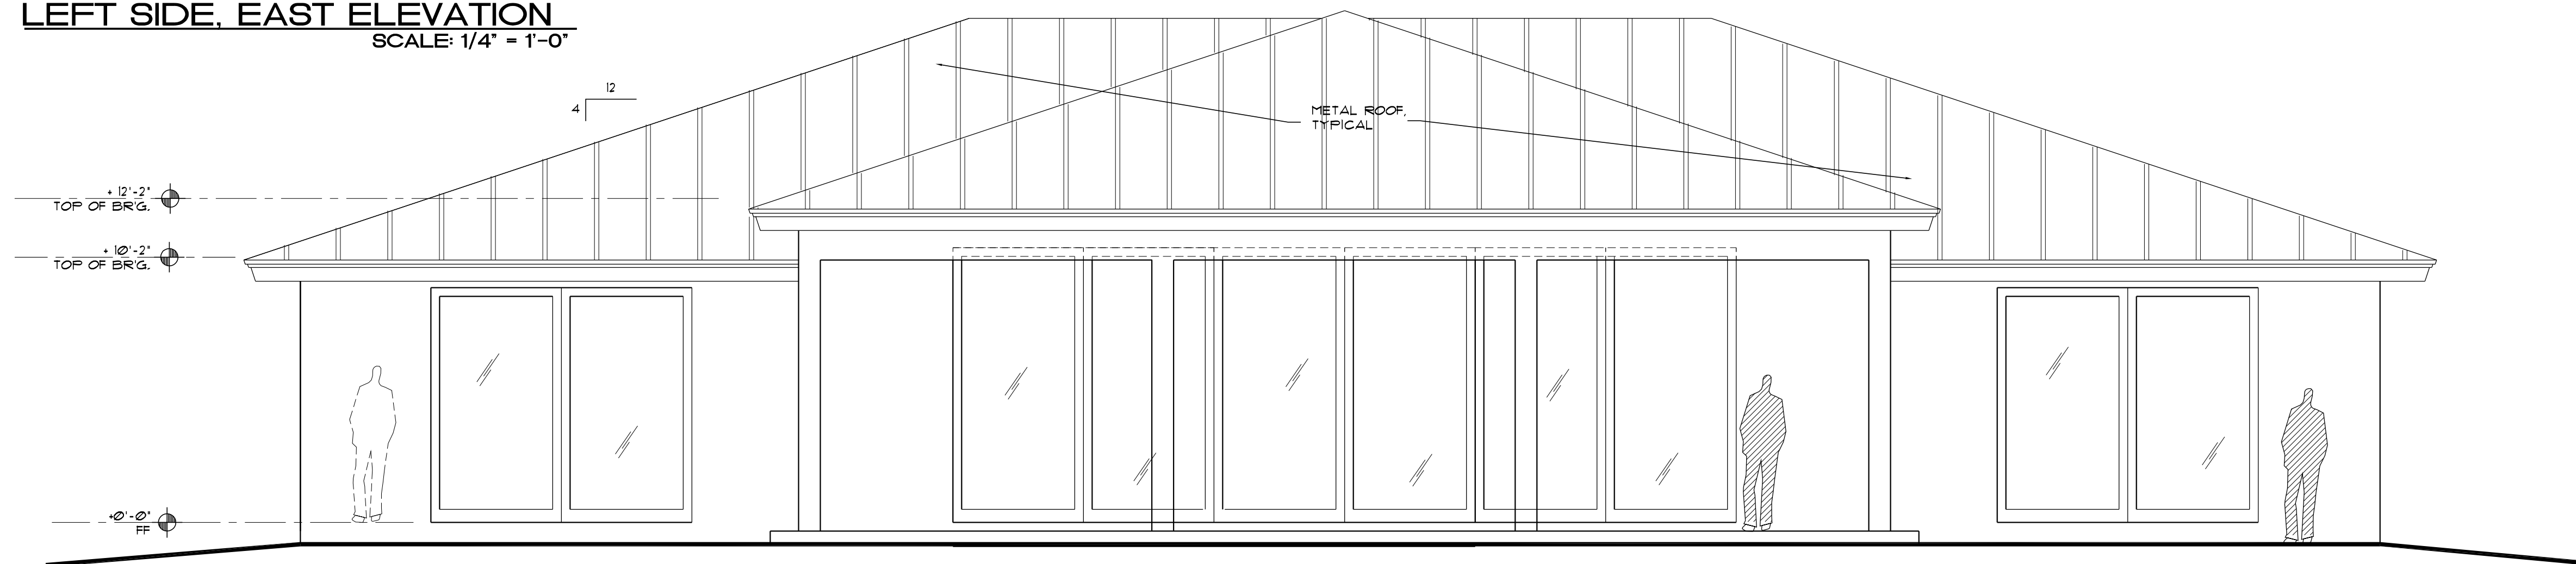 LEFT SIDE, EAST ELEVATION
SCALE: 1/4" = 1'-0"
12
4
METAL ROOF,
TYPICAL
+ 12'-2"
TOP OF BR'G.
+ 10'-2"
TOP OF BR'G.
+0'-0"
FF